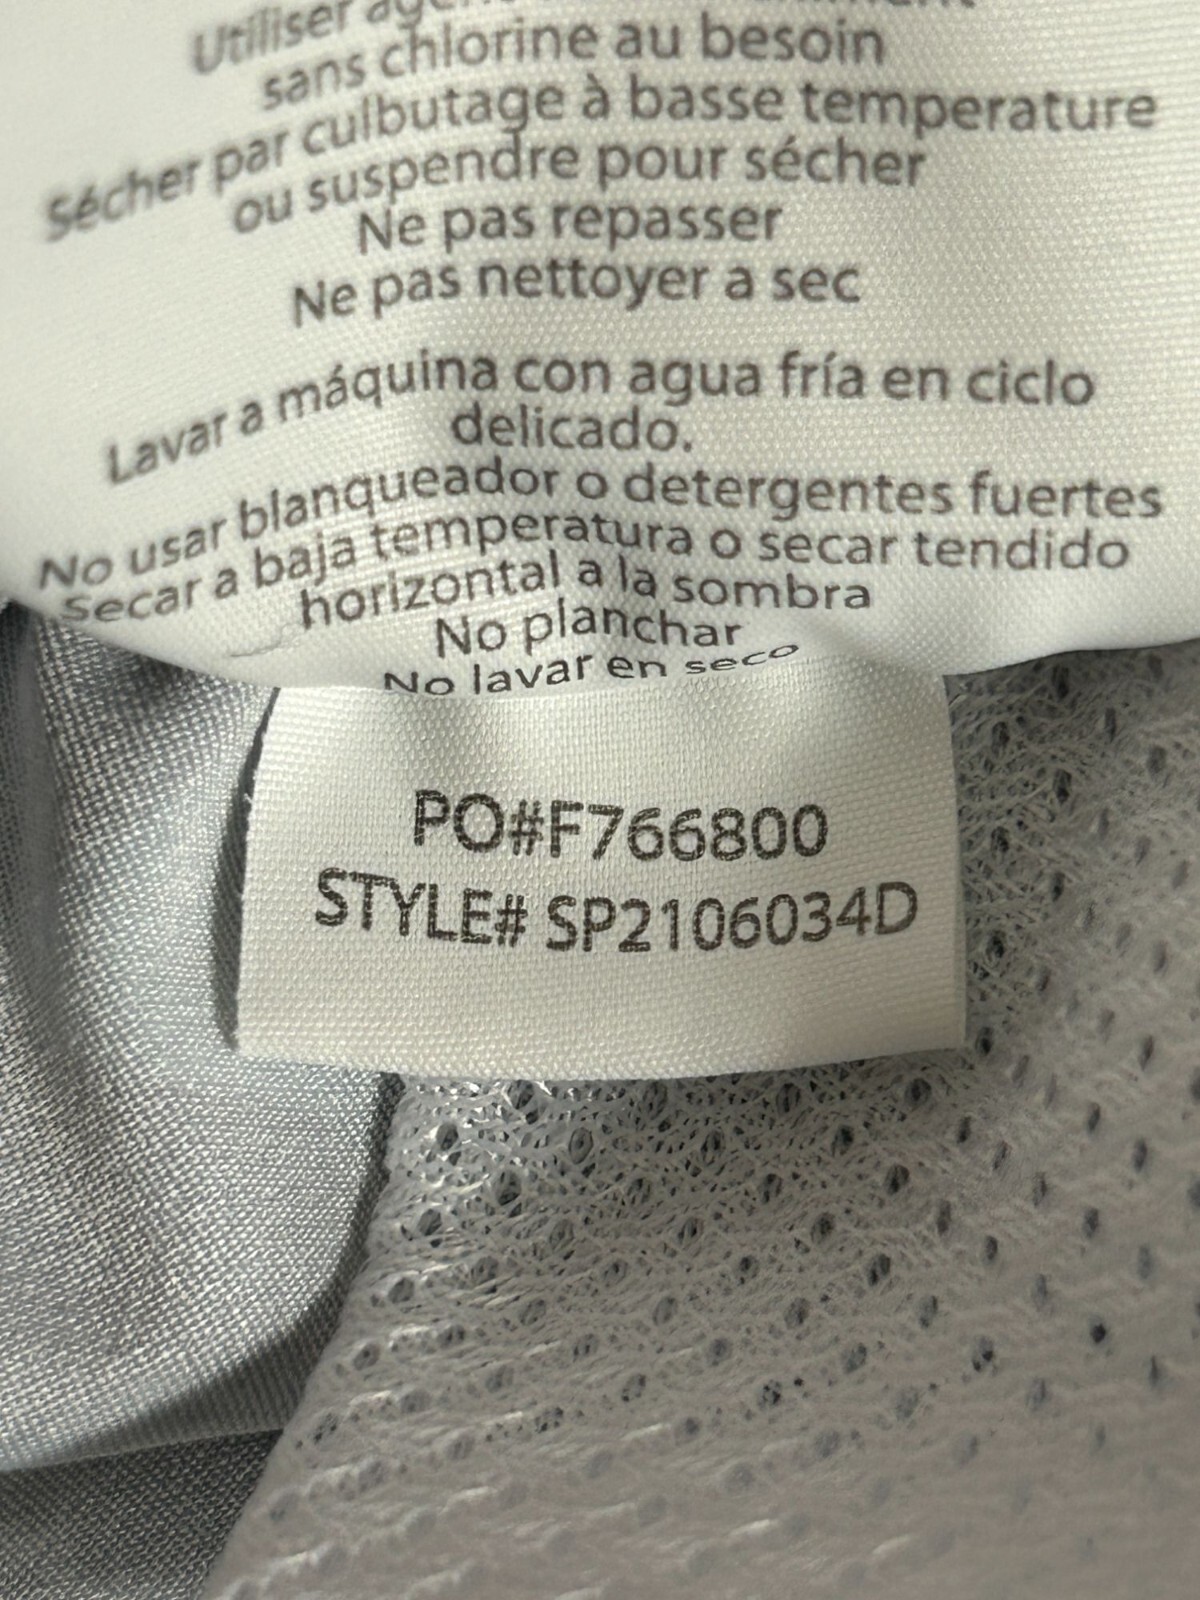 Utiliser
sans chlorine au besoin
Sécher par culbutage à basse temperature
ou suspendre pour sécher
Ne pas repasser
Ne pas nettoyer a sec
Lavar a máquina con agua fría en ciclo
delicado.
No usar blanqueador o detergentes fuertes
Secar a baja temperatura o secar tendido
horizontal a la sombra
No planchar
No lavar en seco
PO#F766800
STYLE# SP2106034D